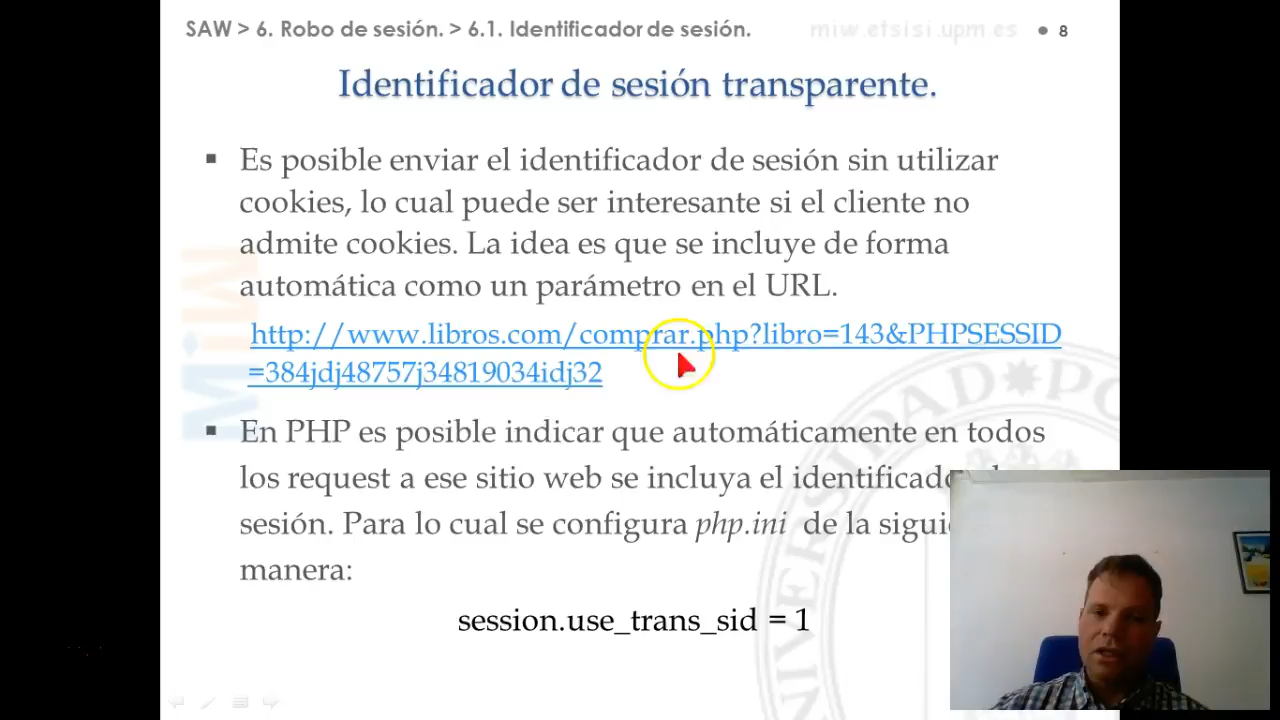 SAW > 6. Robo de sesión. > 6.1. Identificador de sesión.
miw.etsisi.upm.es
8
Identificador de sesión transparente.
▪ Es posible enviar el identificador de sesión sin utilizar
cookies, lo cual puede ser interesante si el cliente no
admite cookies. La idea es que se incluye de forma
automática como un parámetro en el URL.
http://www.libros.com/comprar.php?libro=143&PHPSESSID
=384jdj48757j34819034idj32
▪ En PHP es posible indicar que automáticamente en todos
los request a ese sitio web se incluya el
sesión. Para lo cual se configura php.ini de la
manera:
session.use_trans_sid = 1
MiW